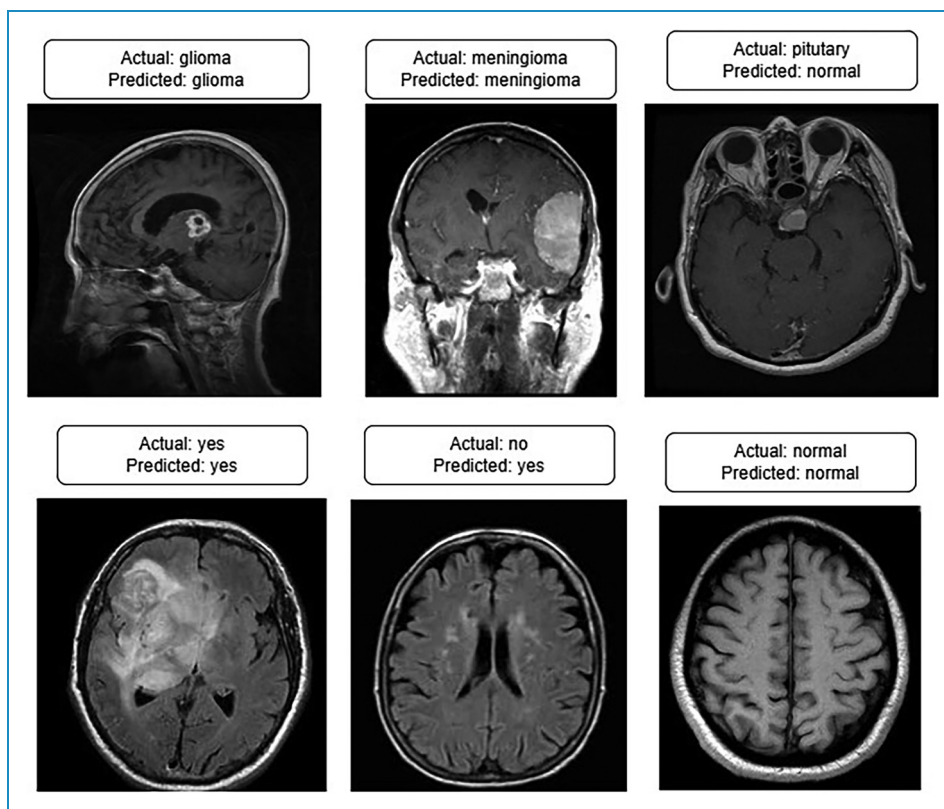 Actual: glioma
Predicted: glioma
Actual: meningioma
Predicted: meningioma
Actual: pitutary
Predicted: normal
Actual: yes
Predicted: yes
Actual: no
Predicted: yes
Actual: normal
Predicted: normal